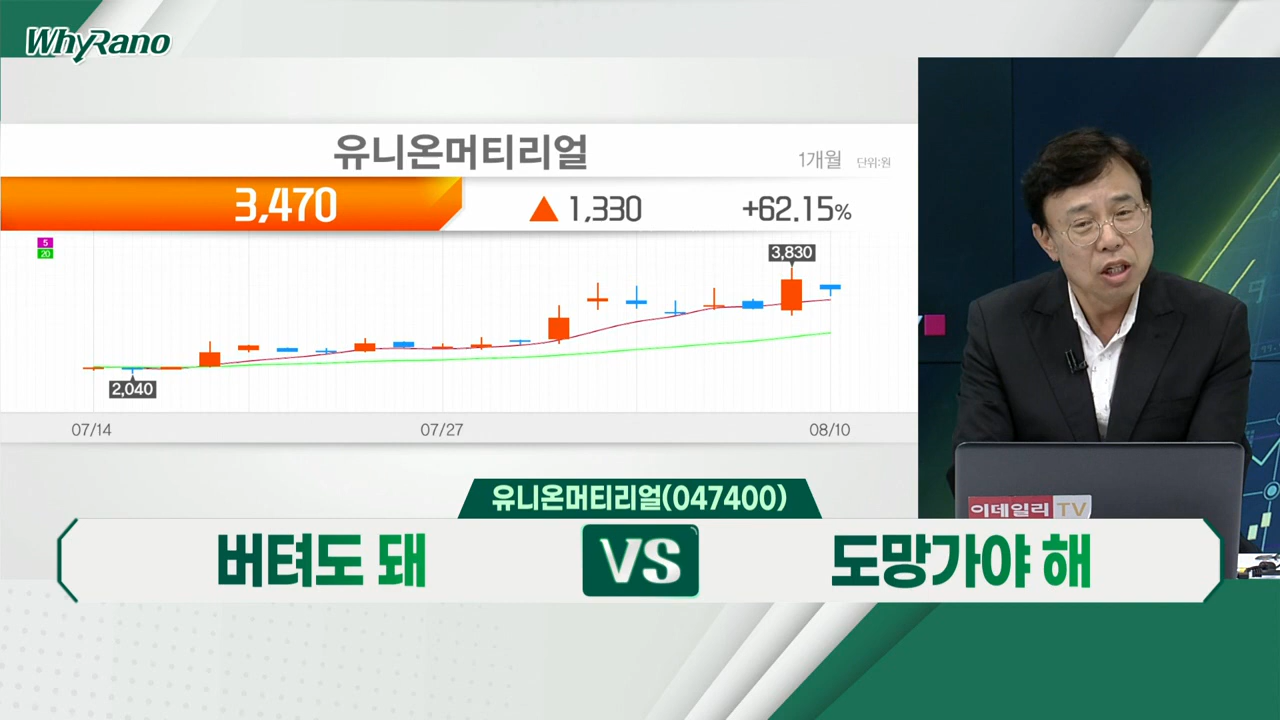 WhyRano
유니온머티리얼
1개월 단위:원
3,470 ▲ 1,330 +62.15%
5
20
3,830
2,040
07/14 07/27 08/10
이데일리 TV
유니온머티리얼(047400)
버텨도 돼 VS 도망가야 해